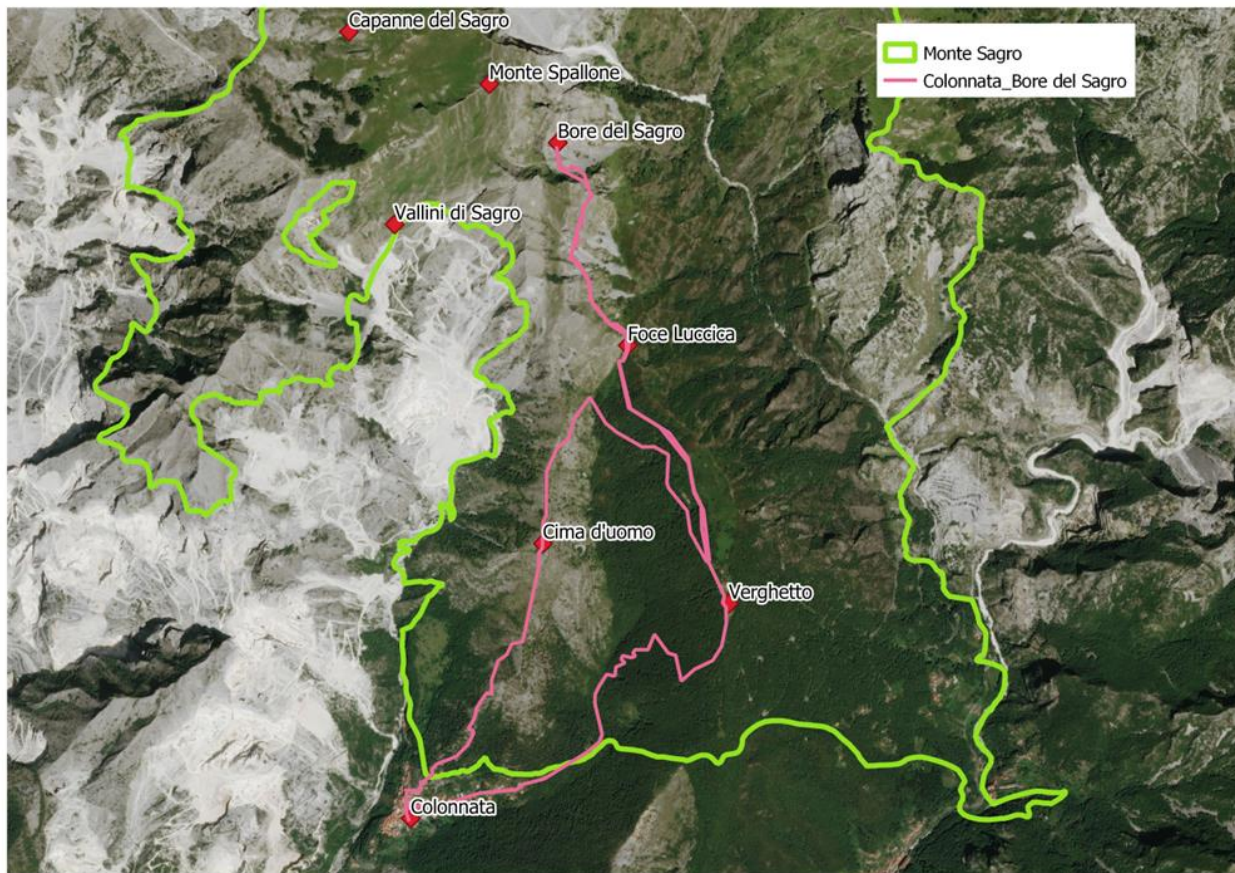 Capanne del Sagro
Monte Sagro
Colonnata_Bore del Sagro
Monte Spallone
Bore del Sagro
Vallini di Sagro
Foce Luccica
Cima d'uomo
Verghetto
Colonnata